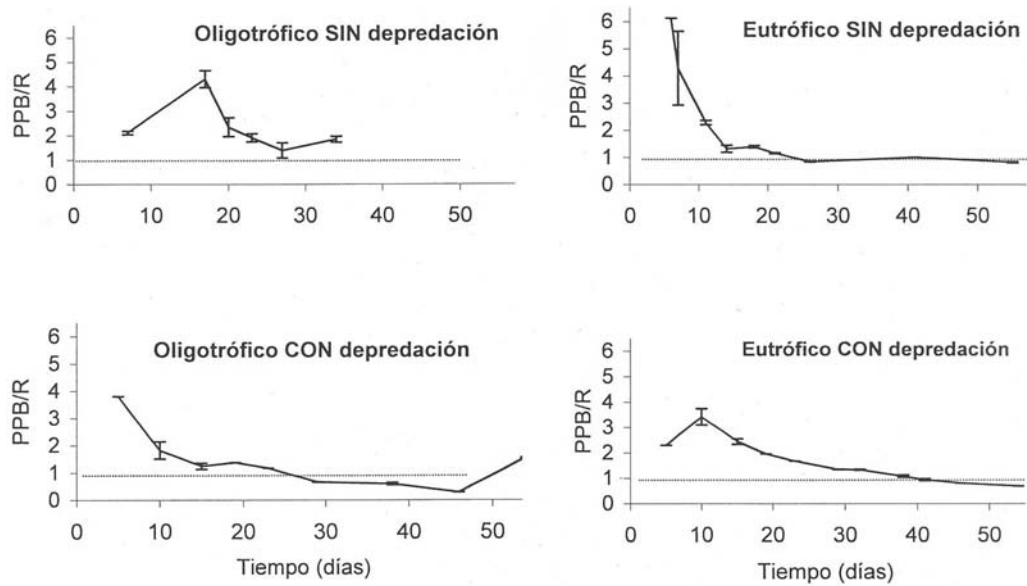 Oligotrófico SIN depredación
PPB/R
6
5
4
3
2
1
0
0 10 20 30 40 50
Eutrófico SIN depredación
PPB/R
6
5
4
3
2
1
0
0 10 20 30 40 50
Oligotrófico CON depredación
PPB/R
6
5
4
3
2
1
0
0 10 20 30 40 50
Tiempo (días)
Eutrófico CON depredación
PPB/R
6
5
4
3
2
1
0
0 10 20 30 40 50
Tiempo (días)